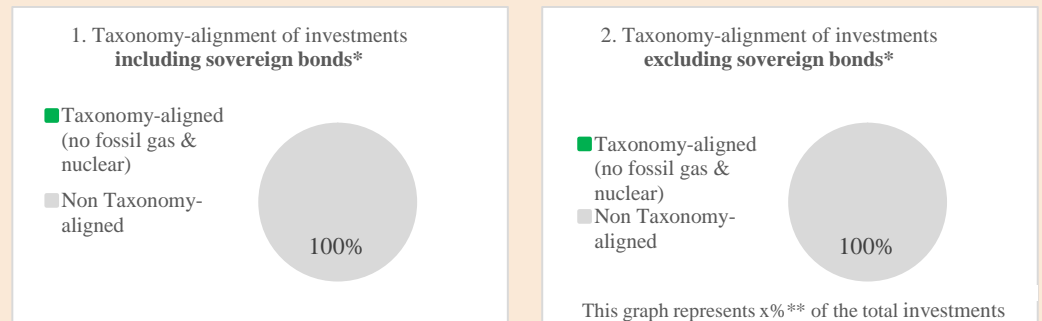 1. Taxonomy-alignment of investments
including sovereign bonds*
Taxonomy-aligned
(no fossil gas &
nuclear)
Non Taxonomy-
aligned
100%
2. Taxonomy-alignment of investments
excluding sovereign bonds*
Taxonomy-aligned
(no fossil gas &
nuclear)
Non Taxonomy-
aligned
100%
This graph represents x%** of the total investments